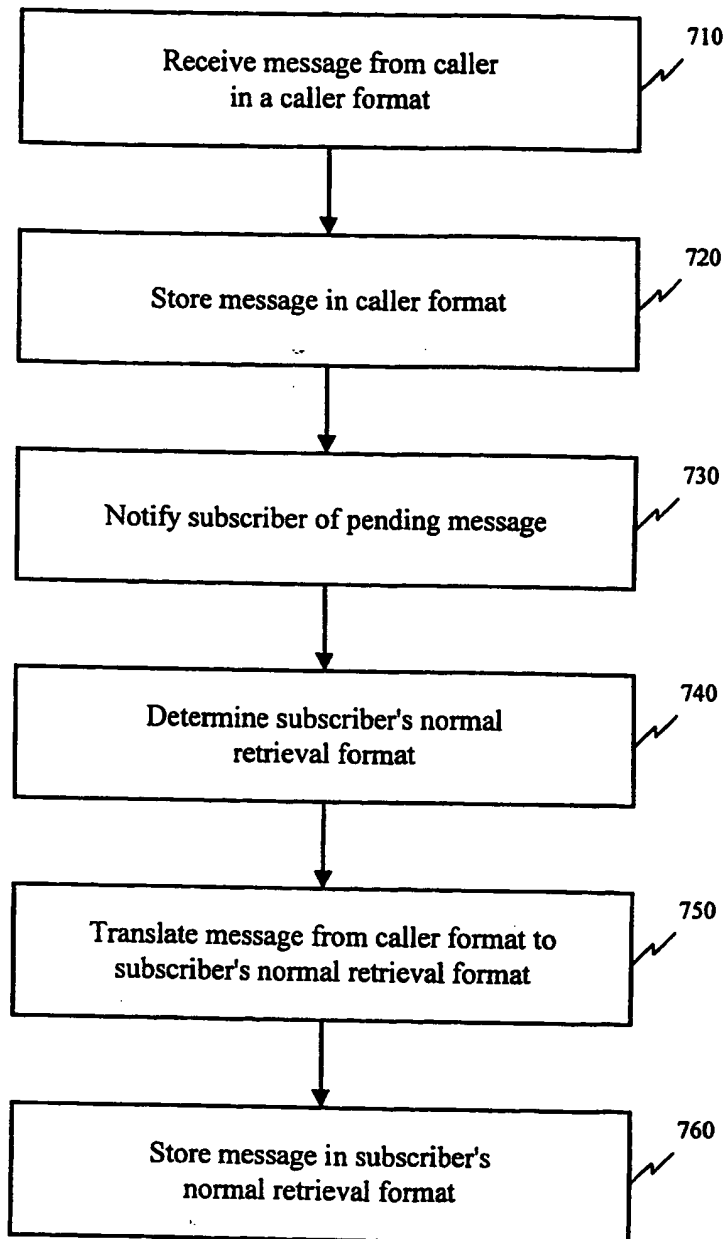 710
Receive message from caller
in a caller format
720
Store message in caller format
730
Notify subscriber of pending message
740
Determine subscriber's normal
retrieval format
750
Translate message from caller format to
subscriber's normal retrieval format
760
Store message in subscriber's
normal retrieval format